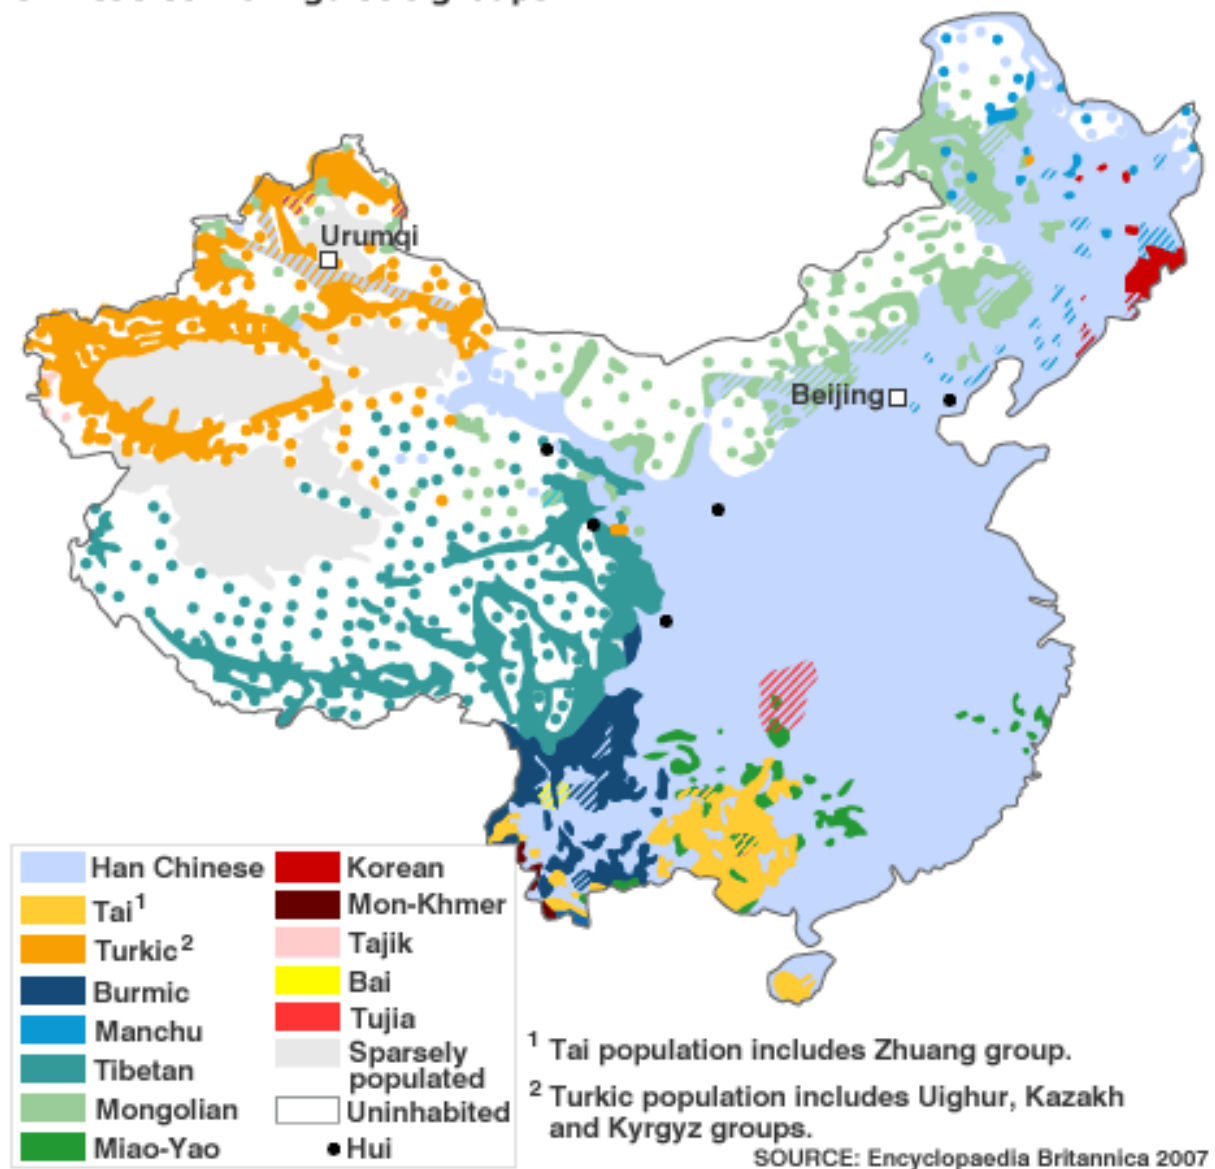 Urumqi
Beijing
Han Chinese
Tai1
Turkic2
Burmic
Manchu
Tibetan
Mongolian
Miao-Yao
Korean
Mon-Khmer
Tajik
Bai
Tujia
Sparsely
populated
Uninhabited
Hui
1 Tai population includes Zhuang group.
2 Turkic population includes Uighur, Kazakh
and Kyrgyz groups.
SOURCE: Encyclopaedia Britannica 2007